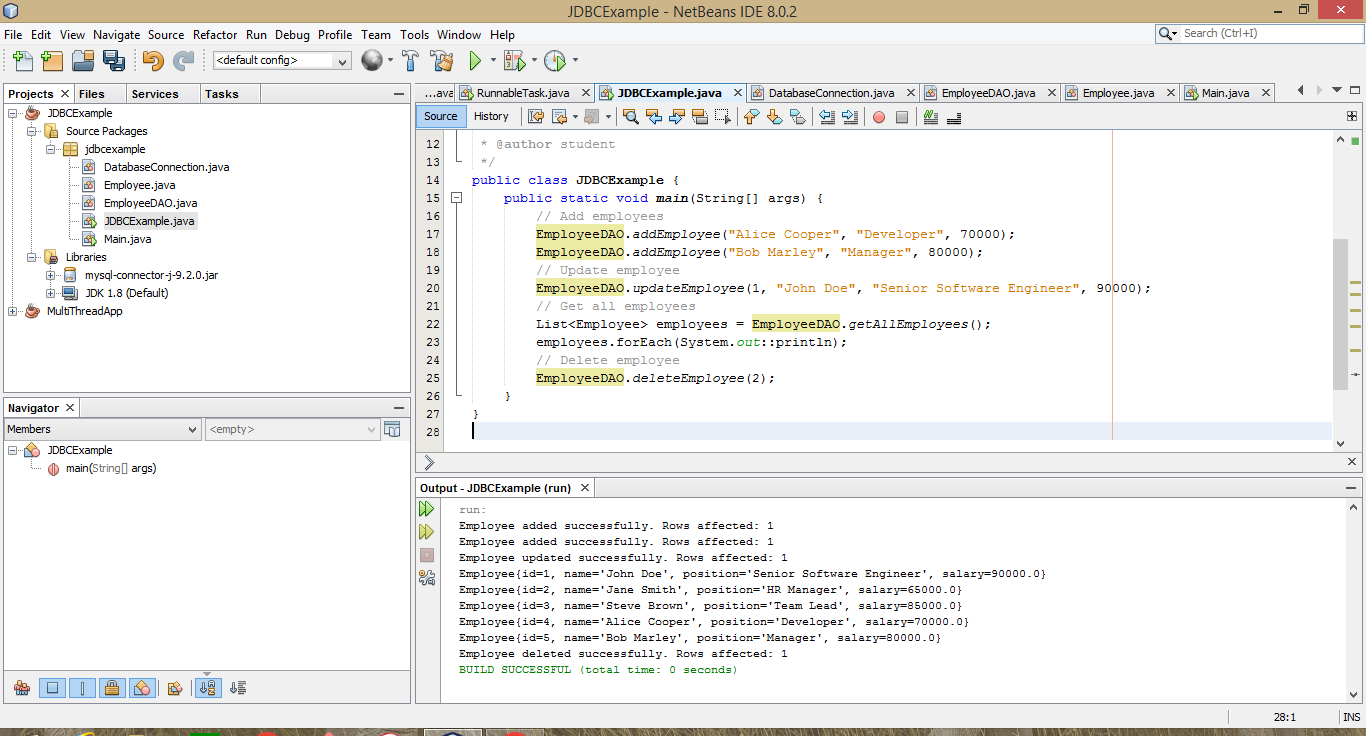 JDBCExample - NetBeans IDE 8.0.2
File Edit View Navigate Source Refactor Run Debug Profile Team Tools Window Help
Search (Ctrl+I)
<default config>
Projects Files Services Tasks
JDBCExample
Source Packages
jdbcexample
DatabaseConnection.java
Employee.java
EmployeeDAO.java
JDBCExample.java
Main.java
Libraries
mysql-connector-j-9.2.0.jar
JDK 1.8 (Default)
MultiThreadApp
Navigator
Members <empty>
JDBCExample
main(String[] args)
...ava RunnableTask.java JDBCExample.java DatabaseConnection.java EmployeeDAO.java Employee.java Main.java
Source History
12 * @author student
13 */
14 public class JDBCExample {
15 public static void main(String[] args) {
16 // Add employees
17 EmployeeDAO.addEmployee("Alice Cooper", "Developer", 70000);
18 EmployeeDAO.addEmployee("Bob Marley", "Manager", 80000);
19 // Update employee
20 EmployeeDAO.updateEmployee(1, "John Doe", "Senior Software Engineer", 90000);
21 // Get all employees
22 List<Employee> employees = EmployeeDAO.getAllEmployees();
23 employees.forEach(System.out::println);
24 // Delete employee
25 EmployeeDAO.deleteEmployee(2);
26 }
27 }
28
Output - JDBCExample (run)
run:
Employee added successfully. Rows affected: 1
Employee added successfully. Rows affected: 1
Employee updated successfully. Rows affected: 1
Employee{id=1, name='John Doe', position='Senior Software Engineer', salary=90000.0}
Employee{id=2, name='Jane Smith', position='HR Manager', salary=65000.0}
Employee{id=3, name='Steve Brown', position='Team Lead', salary=85000.0}
Employee{id=4, name='Alice Cooper', position='Developer', salary=70000.0}
Employee{id=5, name='Bob Marley', position='Manager', salary=80000.0}
Employee deleted successfully. Rows affected: 1
BUILD SUCCESSFUL (total time: 0 seconds)
28:1 INS